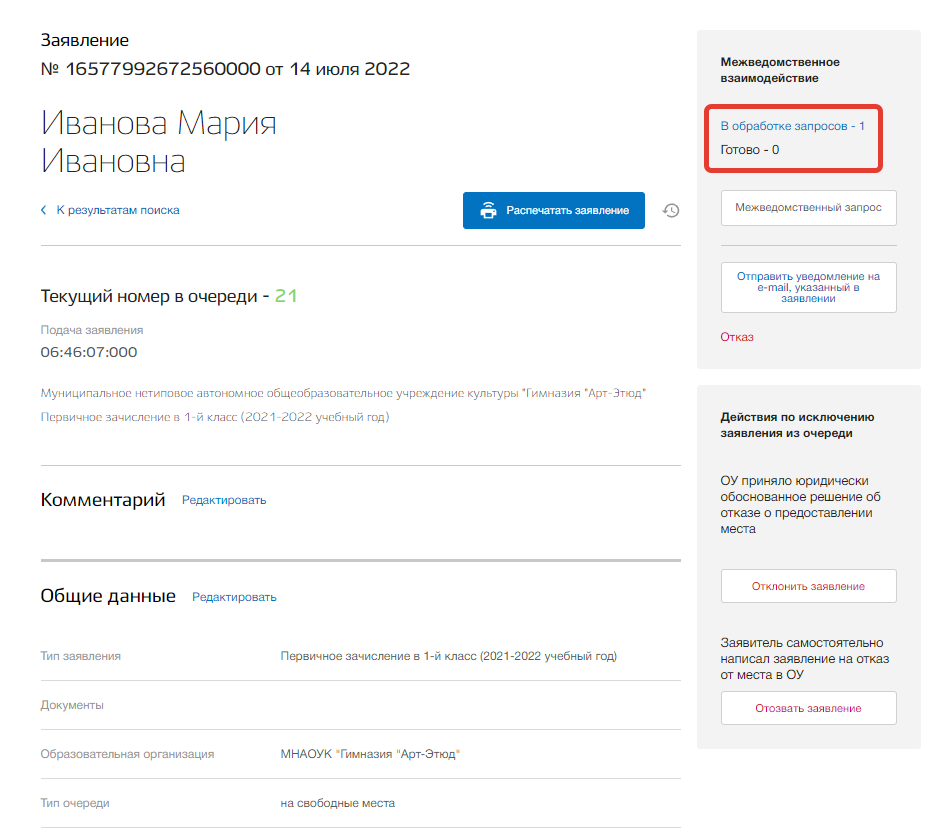 Заявление
№ 16577992672560000 от 14 июля 2022
Иванова Мария
Ивановна
К результатам поиска
Распечатать заявление
Текущий номер в очереди - 21
Подача заявления
06:46:07:000
Муниципальное нетиповое автономное общеобразовательное учреждение культуры "Гимназия "Арт-Этюд"
Первичное зачисление в 1-й класс (2021-2022 учебный год)
Комментарий Редактировать
Общие данные Редактировать
Тип заявления Первичное зачисление в 1-й класс (2021-2022 учебный год)
Документы
Образовательная организация МНАОУК "Гимназия "Арт-Этюд"
Тип очереди на свободные места
Межведомственное
взаимодействие
В обработке запросов - 1
Готово - 0
Межведомственный запрос
Отправить уведомление на
e-mail, указанный в
заявлении
Отказ
Действия по исключению
заявления из очереди
ОУ приняло юридически
обоснованное решение об
отказе о предоставлении
места
Отклонить заявление
Заявитель самостоятельно
написал заявление на отказ
от места в ОУ
Отозвать заявление